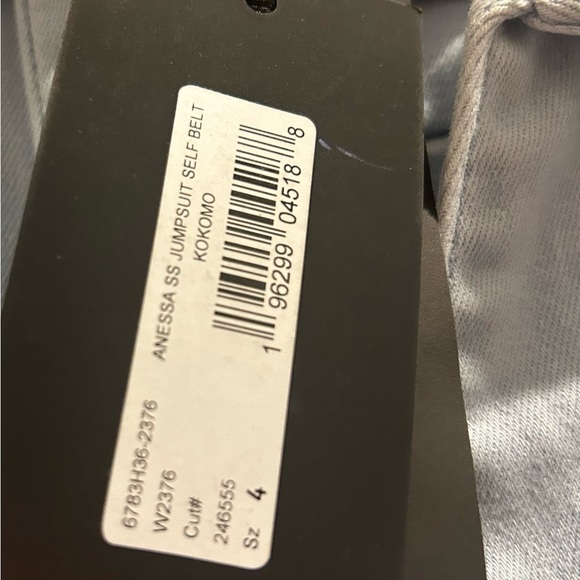 6783H36-2376 ANESSA SS JUMPSUIT SELF BELT
W2376 KOKOMO
Cut#
246555
Sz 4
1 96299 04518 8